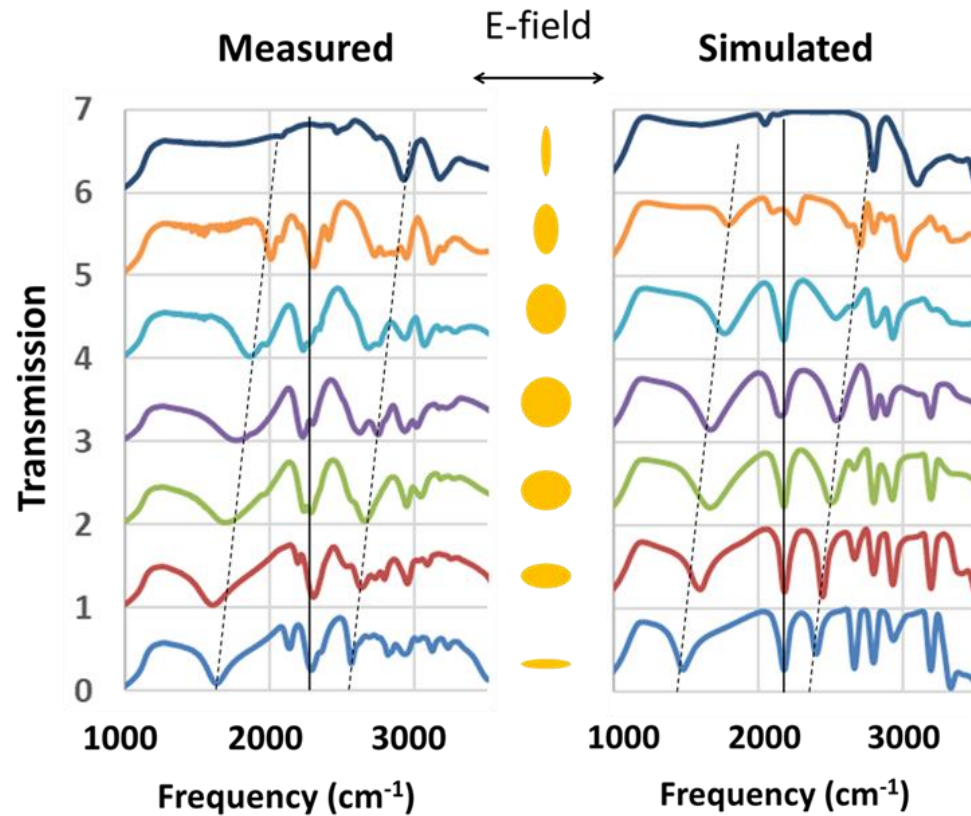 E-field
Measured
Simulated
Transmission
7
6
5
4
3
2
1
0
1000 2000 3000
1000 2000 3000
Frequency (cm⁻¹)
Frequency (cm⁻¹)